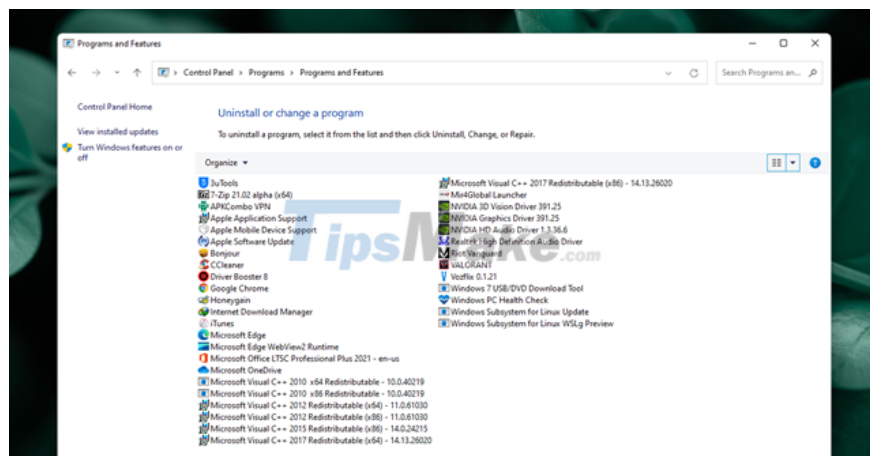 Programs and Features
Control Panel > Programs > Programs and Features
Search Programs an...
Control Panel Home
View installed updates
Turn Windows features on or
off
Uninstall or change a program
To uninstall a program, select it from the list and then click Uninstall, Change, or Repair.
Organize
3uTools
7-Zip 21.02 alpha (x64)
APKCombo VPN
Apple Application Support
Apple Mobile Device Support
Apple Software Update
Bonjour
CCleaner
Driver Booster 8
Google Chrome
Honeygain
Internet Download Manager
iTunes
Microsoft Edge
Microsoft Edge WebView2 Runtime
Microsoft Office LTSC Professional Plus 2021 - en-us
Microsoft OneDrive
Microsoft Visual C++ 2010 x64 Redistributable - 10.0.40219
Microsoft Visual C++ 2010 x86 Redistributable - 10.0.40219
Microsoft Visual C++ 2012 Redistributable (x64) - 11.0.61030
Microsoft Visual C++ 2012 Redistributable (x86) - 11.0.61030
Microsoft Visual C++ 2015 Redistributable (x86) - 14.0.24215
Microsoft Visual C++ 2017 Redistributable (x64) - 14.13.26020
Microsoft Visual C++ 2017 Redistributable (x86) - 14.13.26020
Mir4Global Launcher
NVIDIA 3D Vision Driver 391.25
NVIDIA Graphics Driver 391.25
NVIDIA HD Audio Driver 1.3.36.6
Realtek High Definition Audio Driver
Riot Vanguard
VALORANT
Vozflix 0.1.21
Windows 7 USB/DVD Download Tool
Windows PC Health Check
Windows Subsystem for Linux Update
Windows Subsystem for Linux WSLg Preview
TipsMake.com